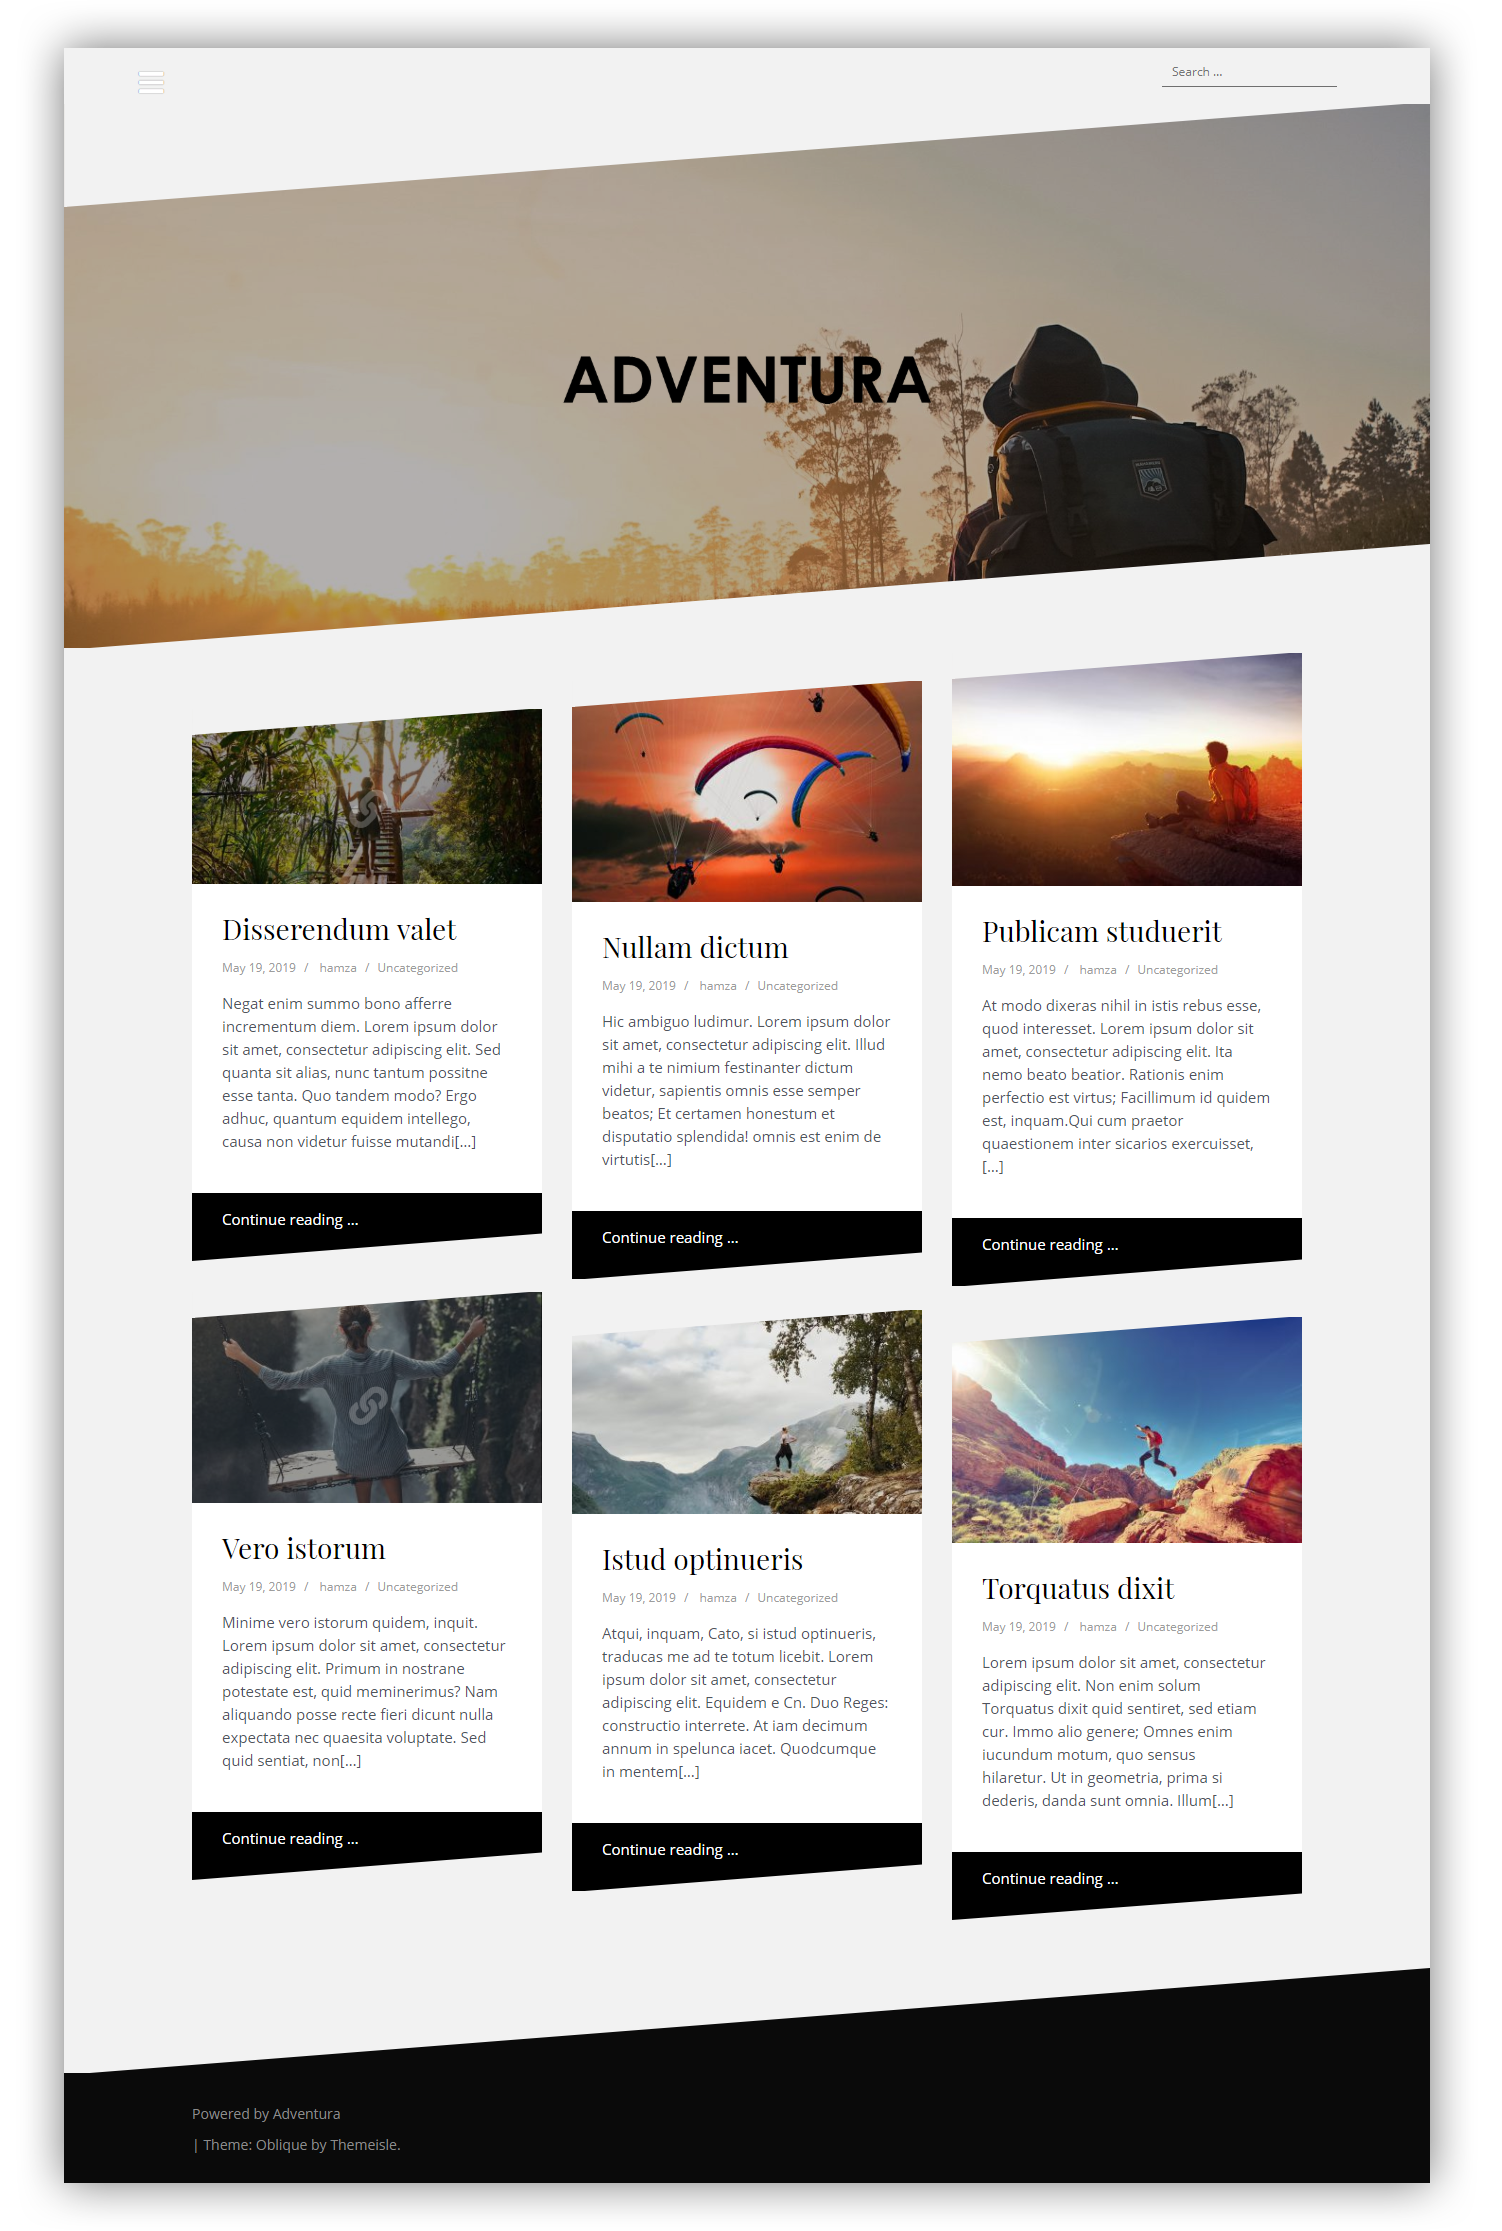 Search …
ADVENTURA
Disserendum valet
May 19, 2019 / hamza / Uncategorized
Negat enim summo bono afferre
incrementum diem. Lorem ipsum dolor
sit amet, consectetur adipiscing elit. Sed
quanta sit alias, nunc tantum possitne
esse tanta. Quo tandem modo? Ergo
adhuc, quantum equidem intellego,
causa non videtur fuisse mutandi[…]
Continue reading …
Nullam dictum
May 19, 2019 / hamza / Uncategorized
Hic ambiguo ludimur. Lorem ipsum dolor
sit amet, consectetur adipiscing elit. Illud
mihi a te nimium festinanter dictum
videtur, sapientis omnis esse semper
beatos; Et certamen honestum et
disputatio splendida! omnis est enim de
virtutis[…]
Continue reading …
Publicam studuerit
May 19, 2019 / hamza / Uncategorized
At modo dixeras nihil in istis rebus esse,
quod interesset. Lorem ipsum dolor sit
amet, consectetur adipiscing elit. Ita
nemo beato beatior. Rationis enim
perfectio est virtus; Facillimum id quidem
est, inquam.Qui cum praetor
quaestionem inter sicarios exercuisset,
[…]
Continue reading …
Vero istorum
May 19, 2019 / hamza / Uncategorized
Minime vero istorum quidem, inquit.
Lorem ipsum dolor sit amet, consectetur
adipiscing elit. Primum in nostrane
potestate est, quid meminerimus? Nam
aliquando posse recte fieri dicunt nulla
expectata nec quaesita voluptate. Sed
quid sentiat, non[…]
Continue reading …
Istud optinueris
May 19, 2019 / hamza / Uncategorized
Atqui, inquam, Cato, si istud optinueris,
traducas me ad te totum licebit. Lorem
ipsum dolor sit amet, consectetur
adipiscing elit. Equidem e Cn. Duo Reges:
constructio interrete. At iam decimum
annum in spelunca iacet. Quodcumque
in mentem[…]
Continue reading …
Torquatus dixit
May 19, 2019 / hamza / Uncategorized
Lorem ipsum dolor sit amet, consectetur
adipiscing elit. Non enim solum
Torquatus dixit quid sentiret, sed etiam
cur. Immo alio genere; Omnes enim
iucundum motum, quo sensus
hilaretur. Ut in geometria, prima si
dederis, danda sunt omnia. Illum[…]
Continue reading …
Powered by Adventura
| Theme: Oblique by Themeisle.